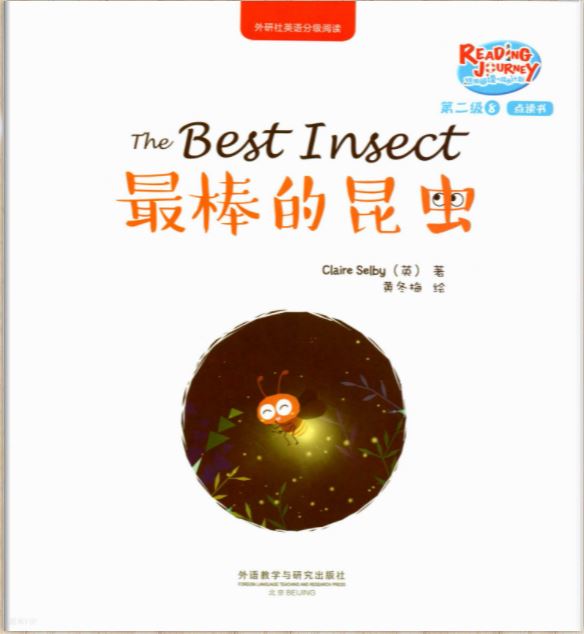 外研社英语分级阅读
READING
JOURNEY
第二级 8 点读书
The Best Insect
最棒的昆虫
Claire Selby（英） 著
黄冬梅 绘
外语教学与研究出版社
FOREIGN LANGUAGE TEACHING AND RESEARCH PRESS
北京 BEIJING